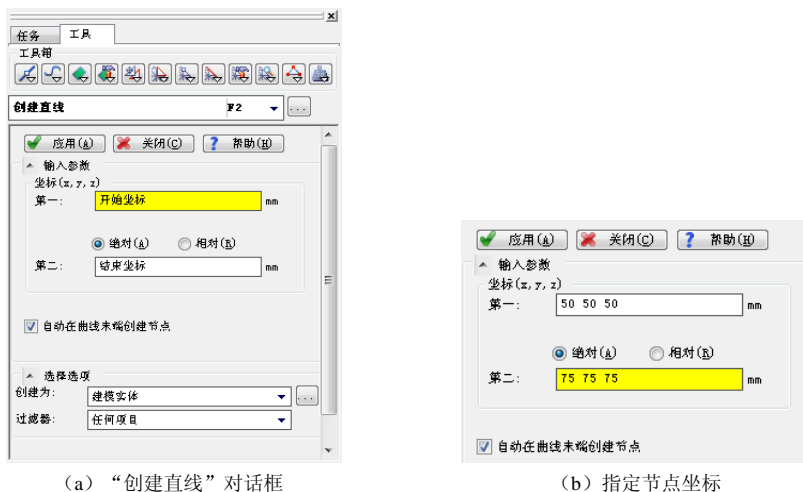 任务 工具
工具箱
创建直线 F2 ...
应用(A) 关闭(C) ? 帮助(H)
输入参数
坐标(x, y, z)
第一: 开始坐标 mm
绝对(A) 相对(R)
第二: 结束坐标 mm
自动在曲线末端创建节点
选择选项
创建为: 建模实体 ...
过滤器: 任何项目
(a)“创建直线”对话框
应用(A) 关闭(C) ? 帮助(H)
输入参数
坐标(x, y, z)
第一: 50 50 50 mm
绝对(A) 相对(R)
第二: 75 75 75 mm
自动在曲线末端创建节点
(b)指定节点坐标